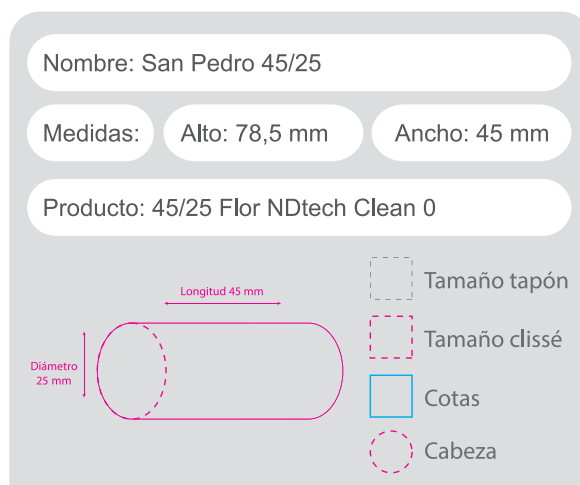 Nombre: San Pedro 45/25
Medidas:
Alto: 78,5 mm
Ancho: 45 mm
Producto: 45/25 Flor NDtech Clean 0
Longitud 45 mm
Diámetro
25 mm
Tamaño tapón
Tamaño clissé
Cotas
Cabeza